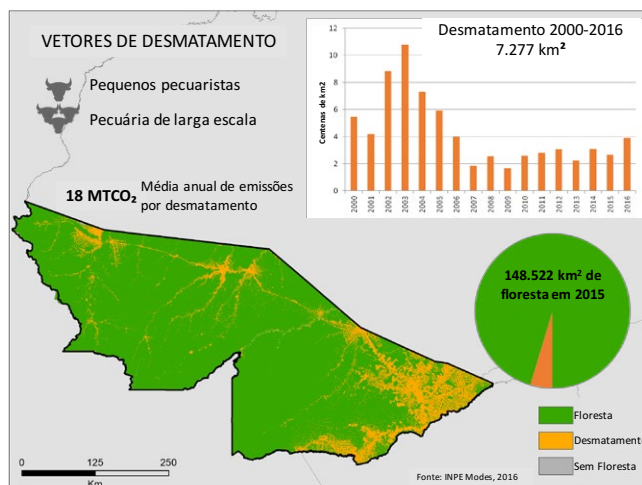 VETORES DE DESMATAMENTO
Pequenos pecuaristas
Pecuária de larga escala
18 MTCO₂
Média anual de emissões
por desmatamento
Desmatamento 2000-2016
7.277 km²
Centenas de km2
12
10
8
6
4
2
0
2000
2001
2002
2003
2004
2005
2006
2007
2008
2009
2010
2011
2012
2013
2014
2015
2016
148.522 km² de
floresta em 2015
Floresta
Desmatamento
Sem Floresta
0 125 250
Km
Fonte: INPE Modes, 2016